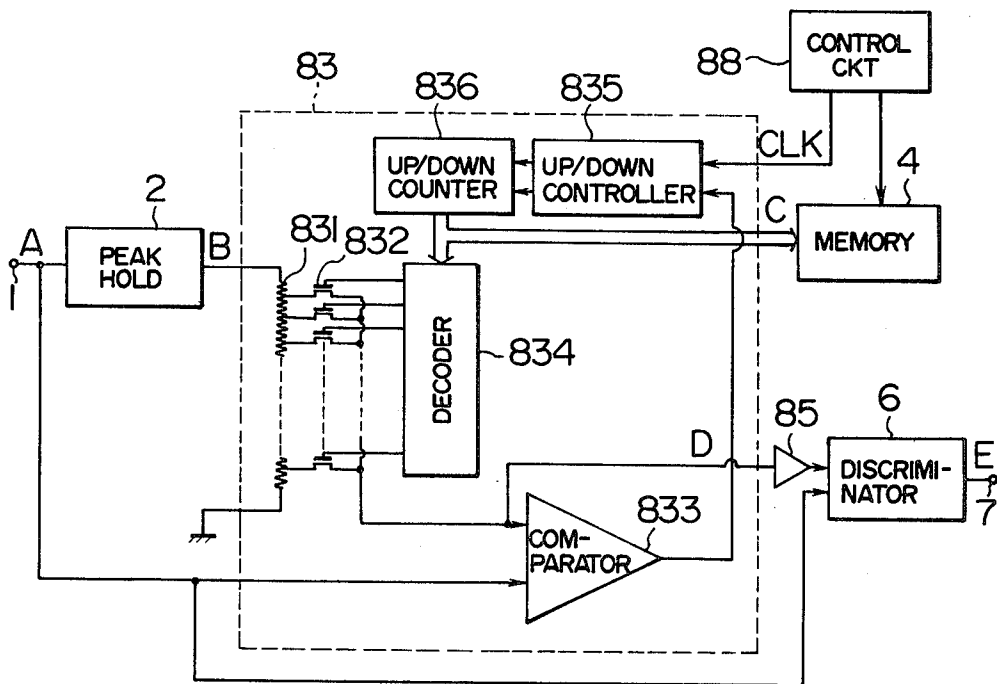 CONTROL
CKT
88
83
836
835
CLK
UP/DOWN
COUNTER
UP/DOWN
CONTROLLER
4
C
MEMORY
2
A
PEAK
HOLD
B
1
831
832
DECODER
834
85
6
D
DISCRIMI-
NATOR
E
7
COM-
PARATOR
833